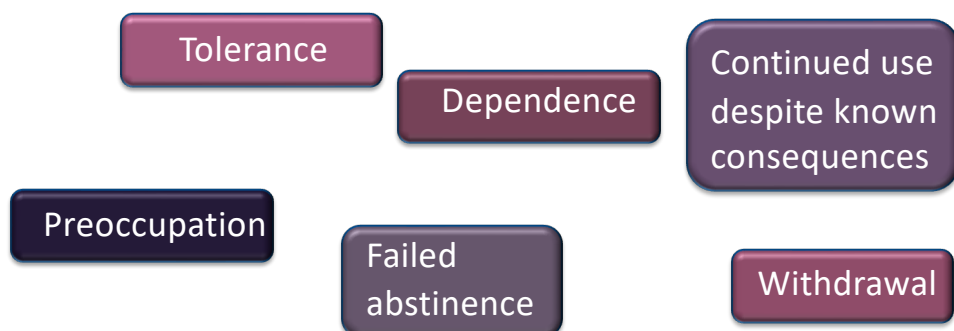 Tolerance
Dependence
Continued use
despite known
consequences
Preoccupation
Failed
abstinence
Withdrawal